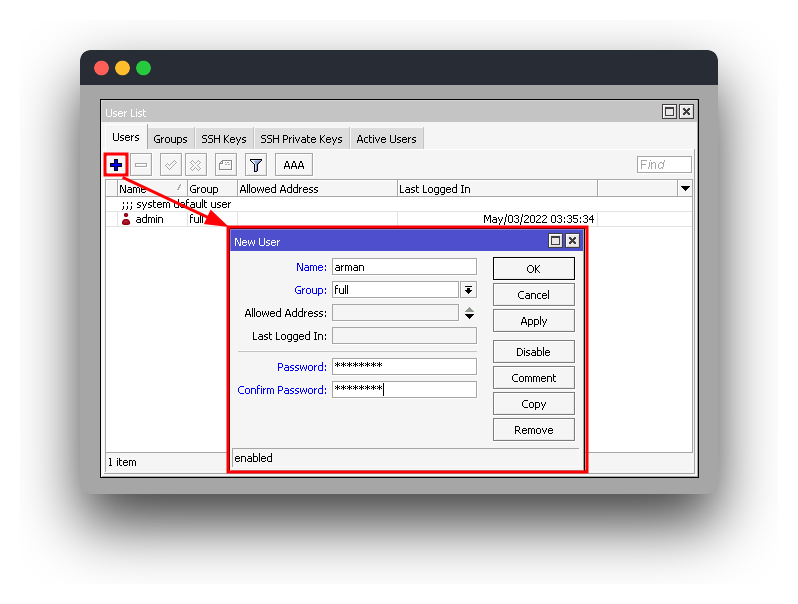 User List
Users Groups SSH Keys SSH Private Keys Active Users
AAA Find
Name Group Allowed Address Last Logged In
;;; system default user
admin full May/03/2022 03:35:34
New User
Name: arman OK
Group: full Cancel
Allowed Address: Apply
Last Logged In:
Disable
Password: ********
Comment
Confirm Password: ********
Copy
Remove
enabled
1 item